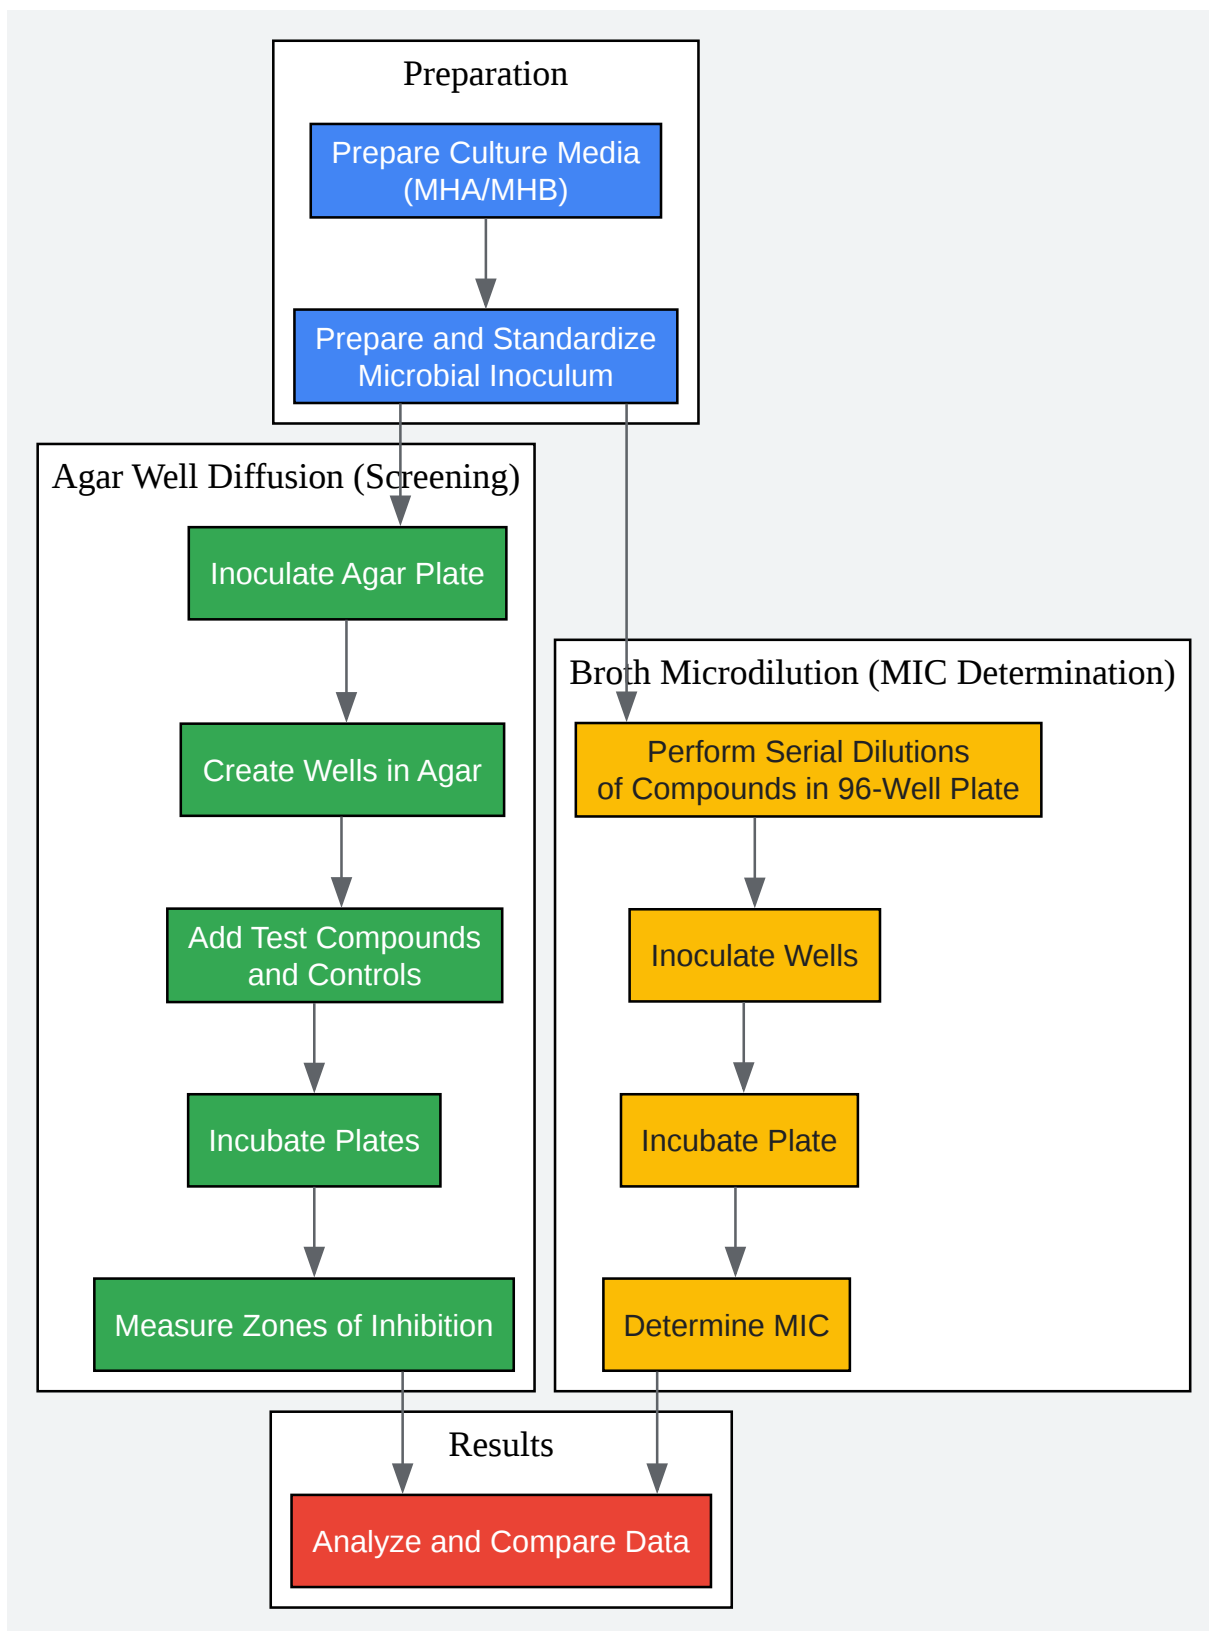 Preparation
Prepare Culture Media
(MHA/MHB)
Prepare and Standardize
Microbial Inoculum
Agar Well Diffusion (Screening)
Inoculate Agar Plate
Create Wells in Agar
Add Test Compounds
and Controls
Incubate Plates
Measure Zones of Inhibition
Broth Microdilution (MIC Determination)
Perform Serial Dilutions
of Compounds in 96-Well Plate
Inoculate Wells
Incubate Plate
Determine MIC
Results
Analyze and Compare Data